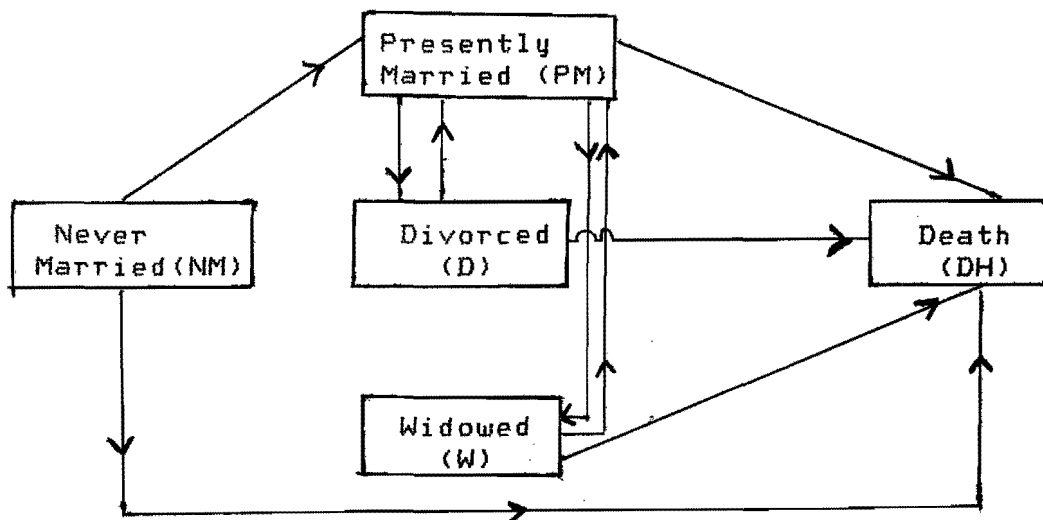 Presently
Married (PM)
Never
Married(NM)
Divorced
(D)
Death
(DH)
Widowed
(W)